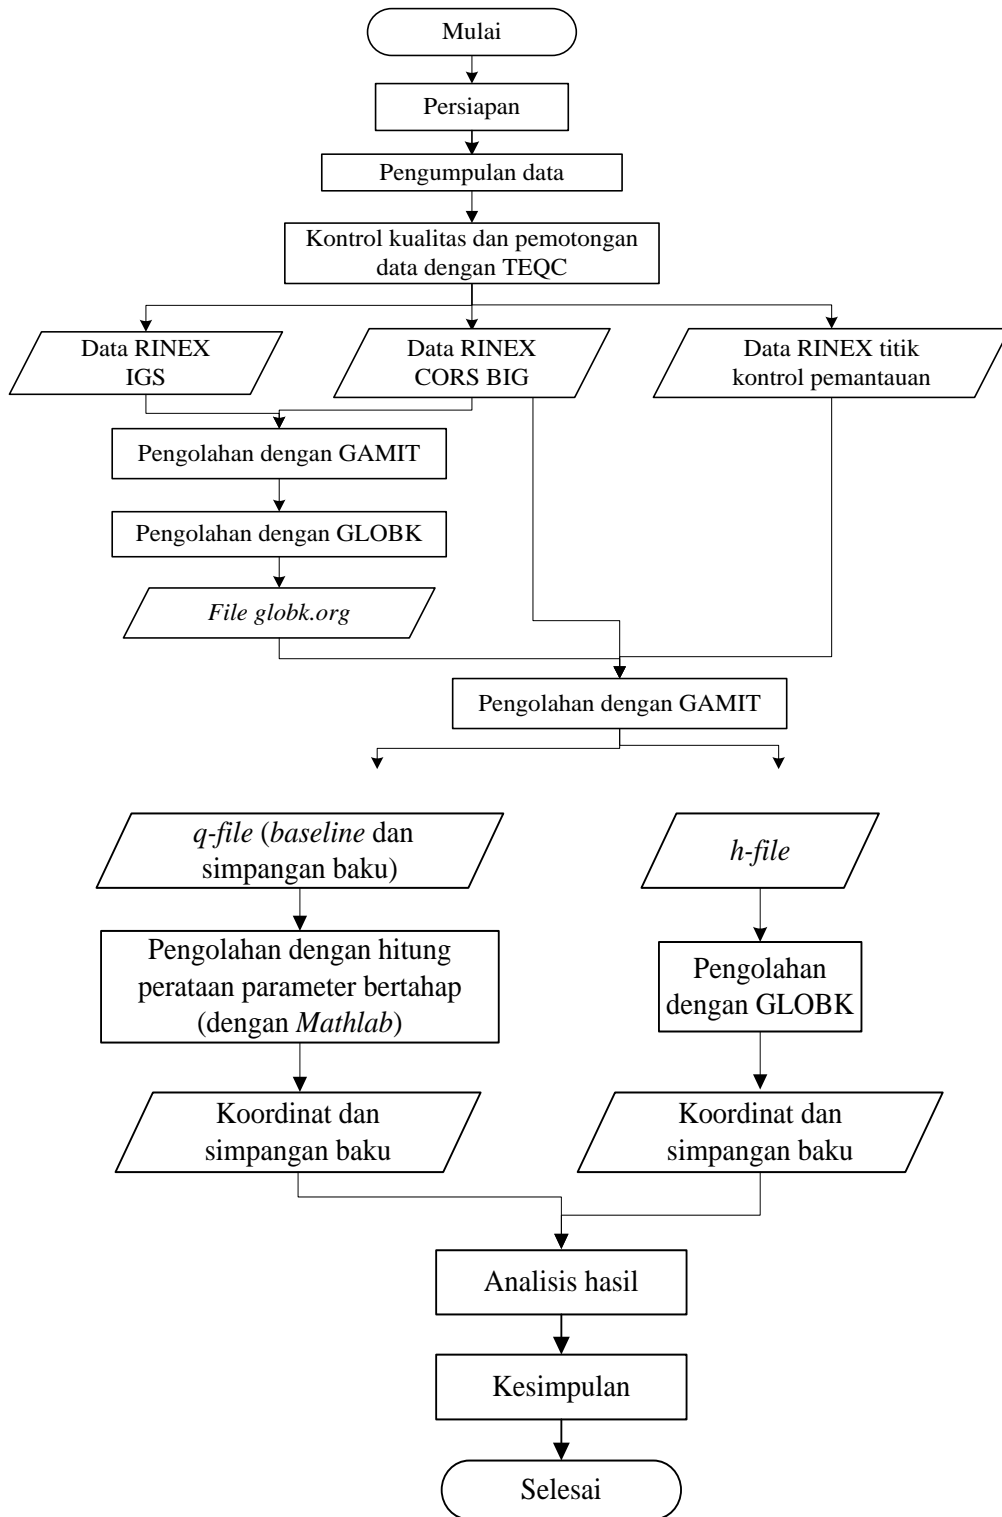 Mulai
Persiapan
Pengumpulan data
Kontrol kualitas dan pemotongan
data dengan TEQC
Data RINEX
IGS
Data RINEX
CORS BIG
Data RINEX titik
kontrol pemantauan
Pengolahan dengan GAMIT
Pengolahan dengan GLOBK
File globk.org
Pengolahan dengan GAMIT
q-file (baseline dan
simpangan baku)
h-file
Pengolahan dengan hitung
perataan parameter bertahap
(dengan Mathlab)
Pengolahan
dengan GLOBK
Koordinat dan
simpangan baku
Koordinat dan
simpangan baku
Analisis hasil
Kesimpulan
Selesai